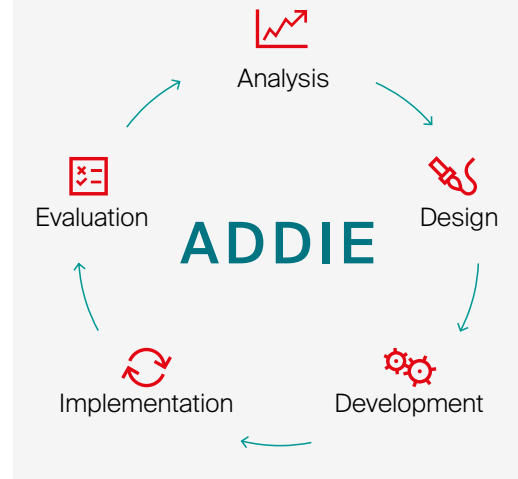 Analysis
Evaluation
Design
ADDIE
Implementation
Development